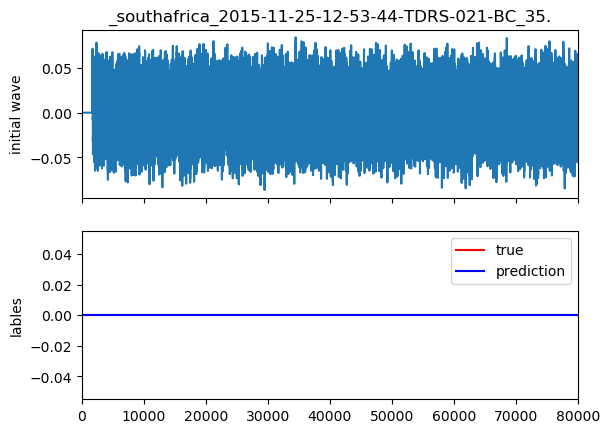 _southafrica_2015-11-25-12-53-44-TDRS-021-BC_35.
initial wave
0.05
0.00
−0.05
lables
0.04
0.02
0.00
−0.02
−0.04
true
prediction
0 10000 20000 30000 40000 50000 60000 70000 80000